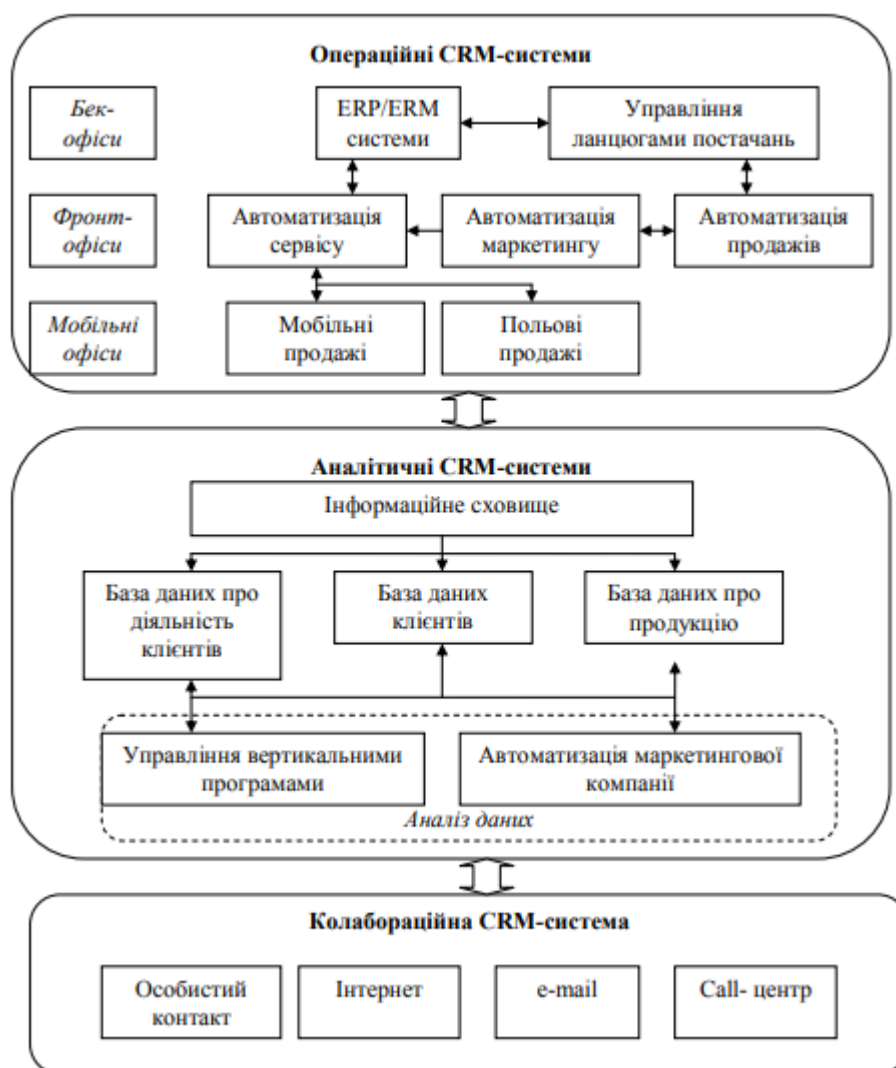 Операційні CRM-системи
Бек-
офіси
ERP/ERM
системи
Управління
ланцюгами постачань
Фронт-
офіси
Автоматизація
сервісу
Автоматизація
маркетингу
Автоматизація
продажів
Мобільні
офіси
Мобільні
продажі
Польові
продажі
Аналітичні CRM-системи
Інформаційне сховище
База даних про
діяльність
клієнтів
База даних
клієнтів
База даних про
продукцію
Управління вертикальними
програмами
Автоматизація маркетингової
компанії
Аналіз даних
Колабораційна CRM-система
Особистий
контакт
Інтернет
e-mail
Call- центр